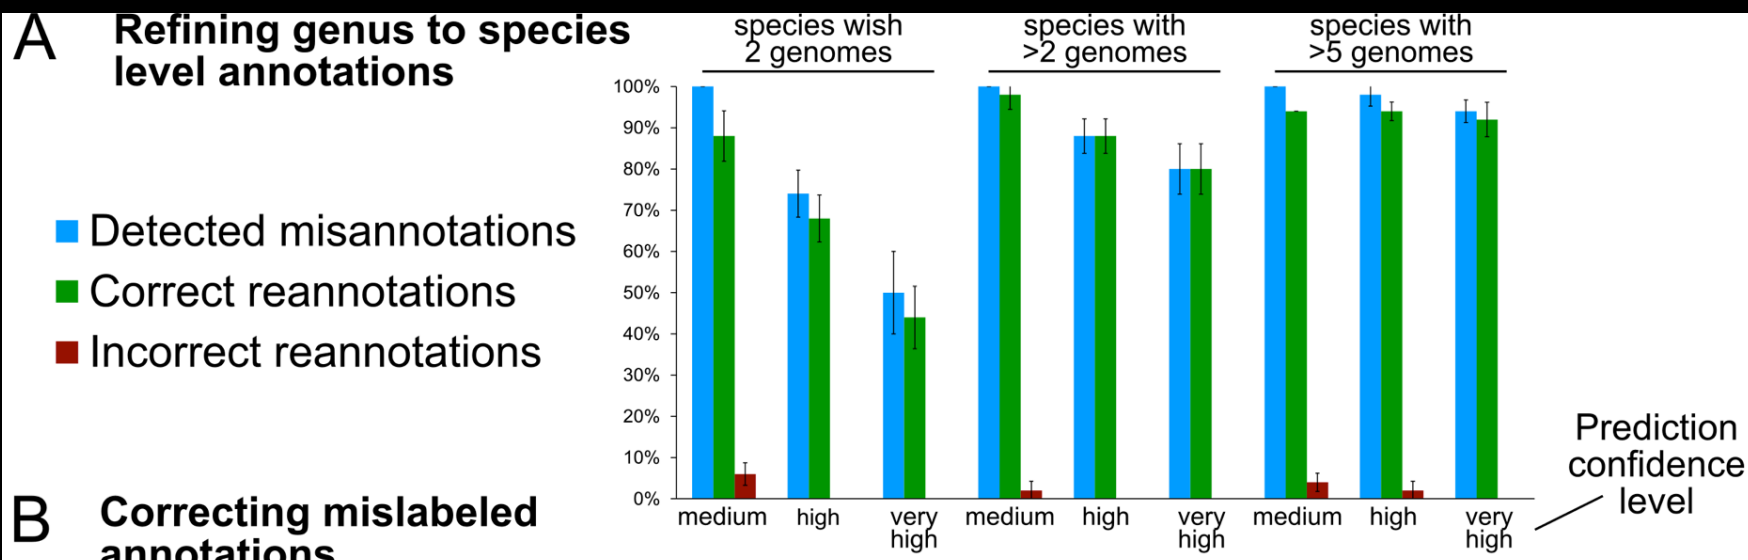 A
Refining genus to species
level annotations
species wish
2 genomes
species with
>2 genomes
species with
>5 genomes
Detected misannotations
Correct reannotations
Incorrect reannotations
100%
90%
80%
70%
60%
50%
40%
30%
20%
10%
0%
medium
high
very
high
medium
high
very
high
medium
high
very
high
Prediction
confidence
level
B
Correcting mislabeled
annotations